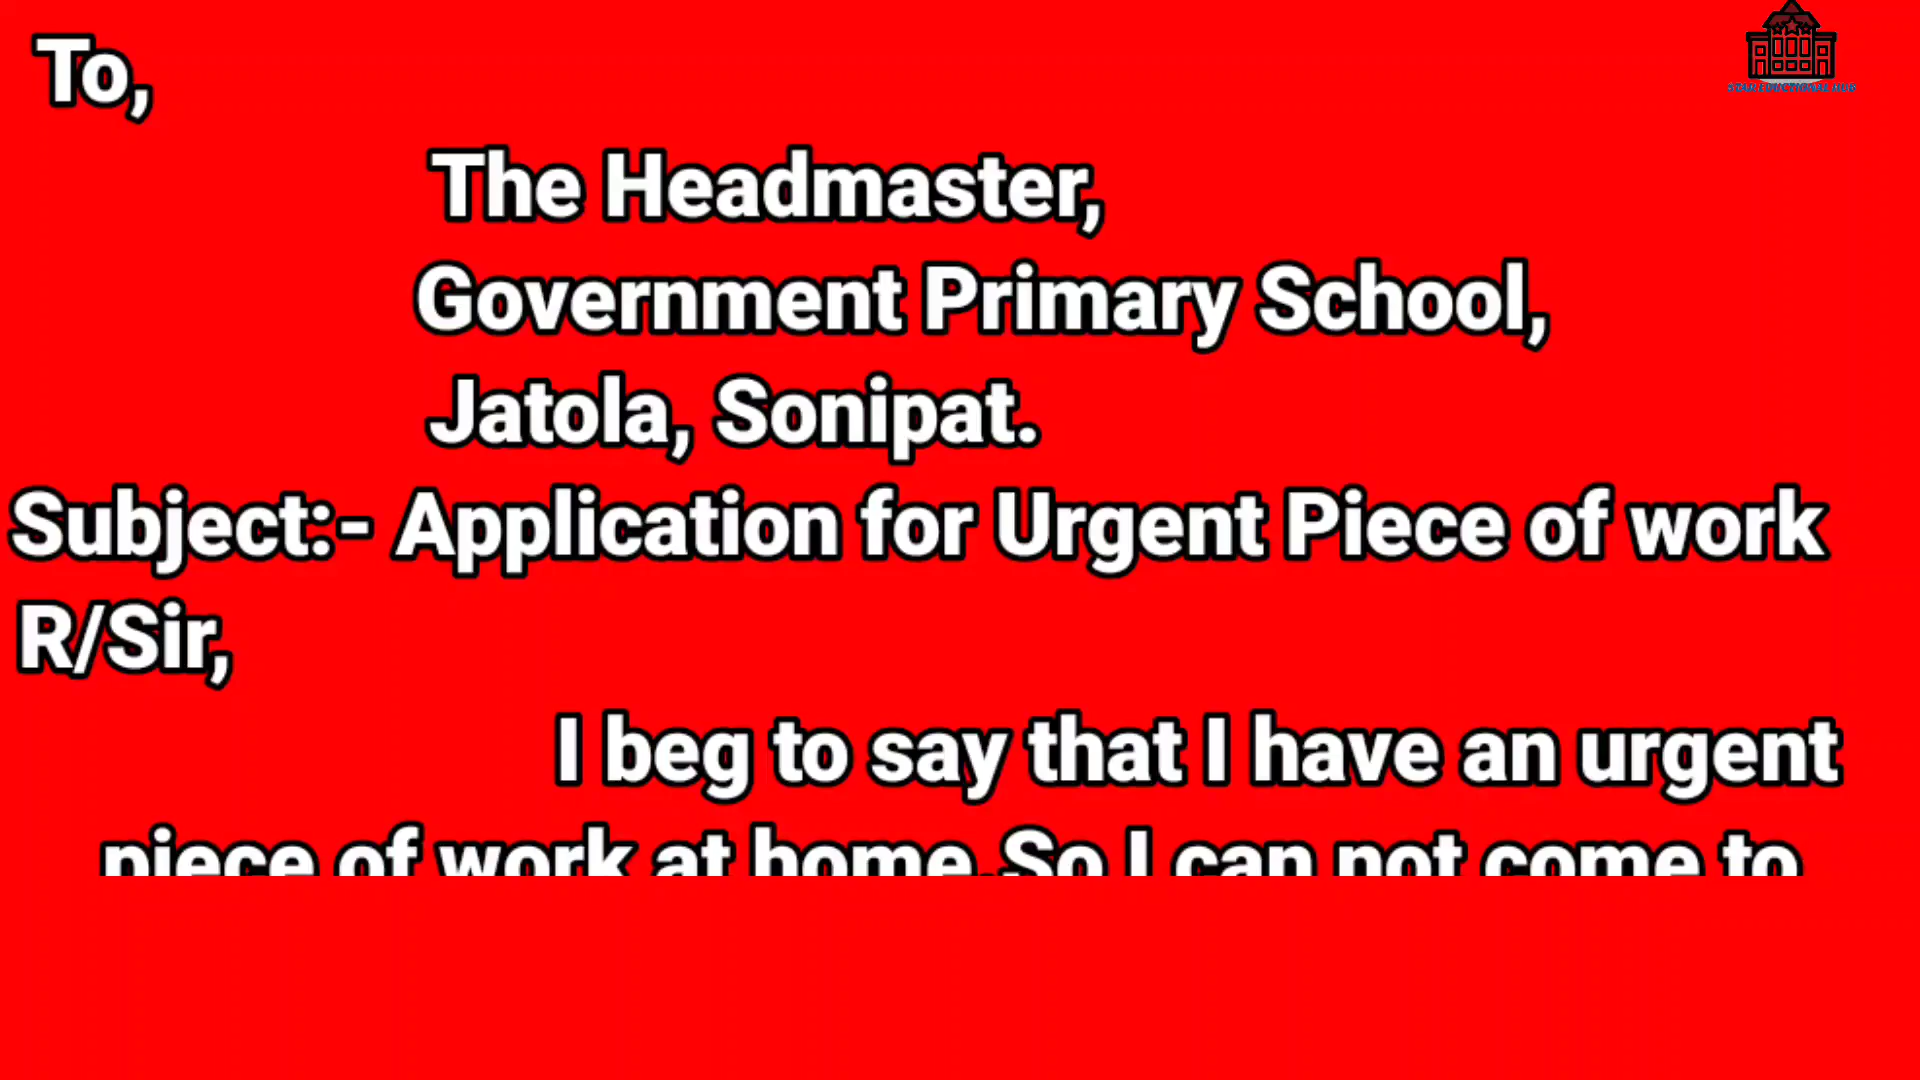 To,
The Headmaster,
Government Primary School,
Jatola, Sonipat.
Subject:- Application for Urgent Piece of work
R/Sir,
I beg to say that I have an urgent
piece of work at home.So I can not come to